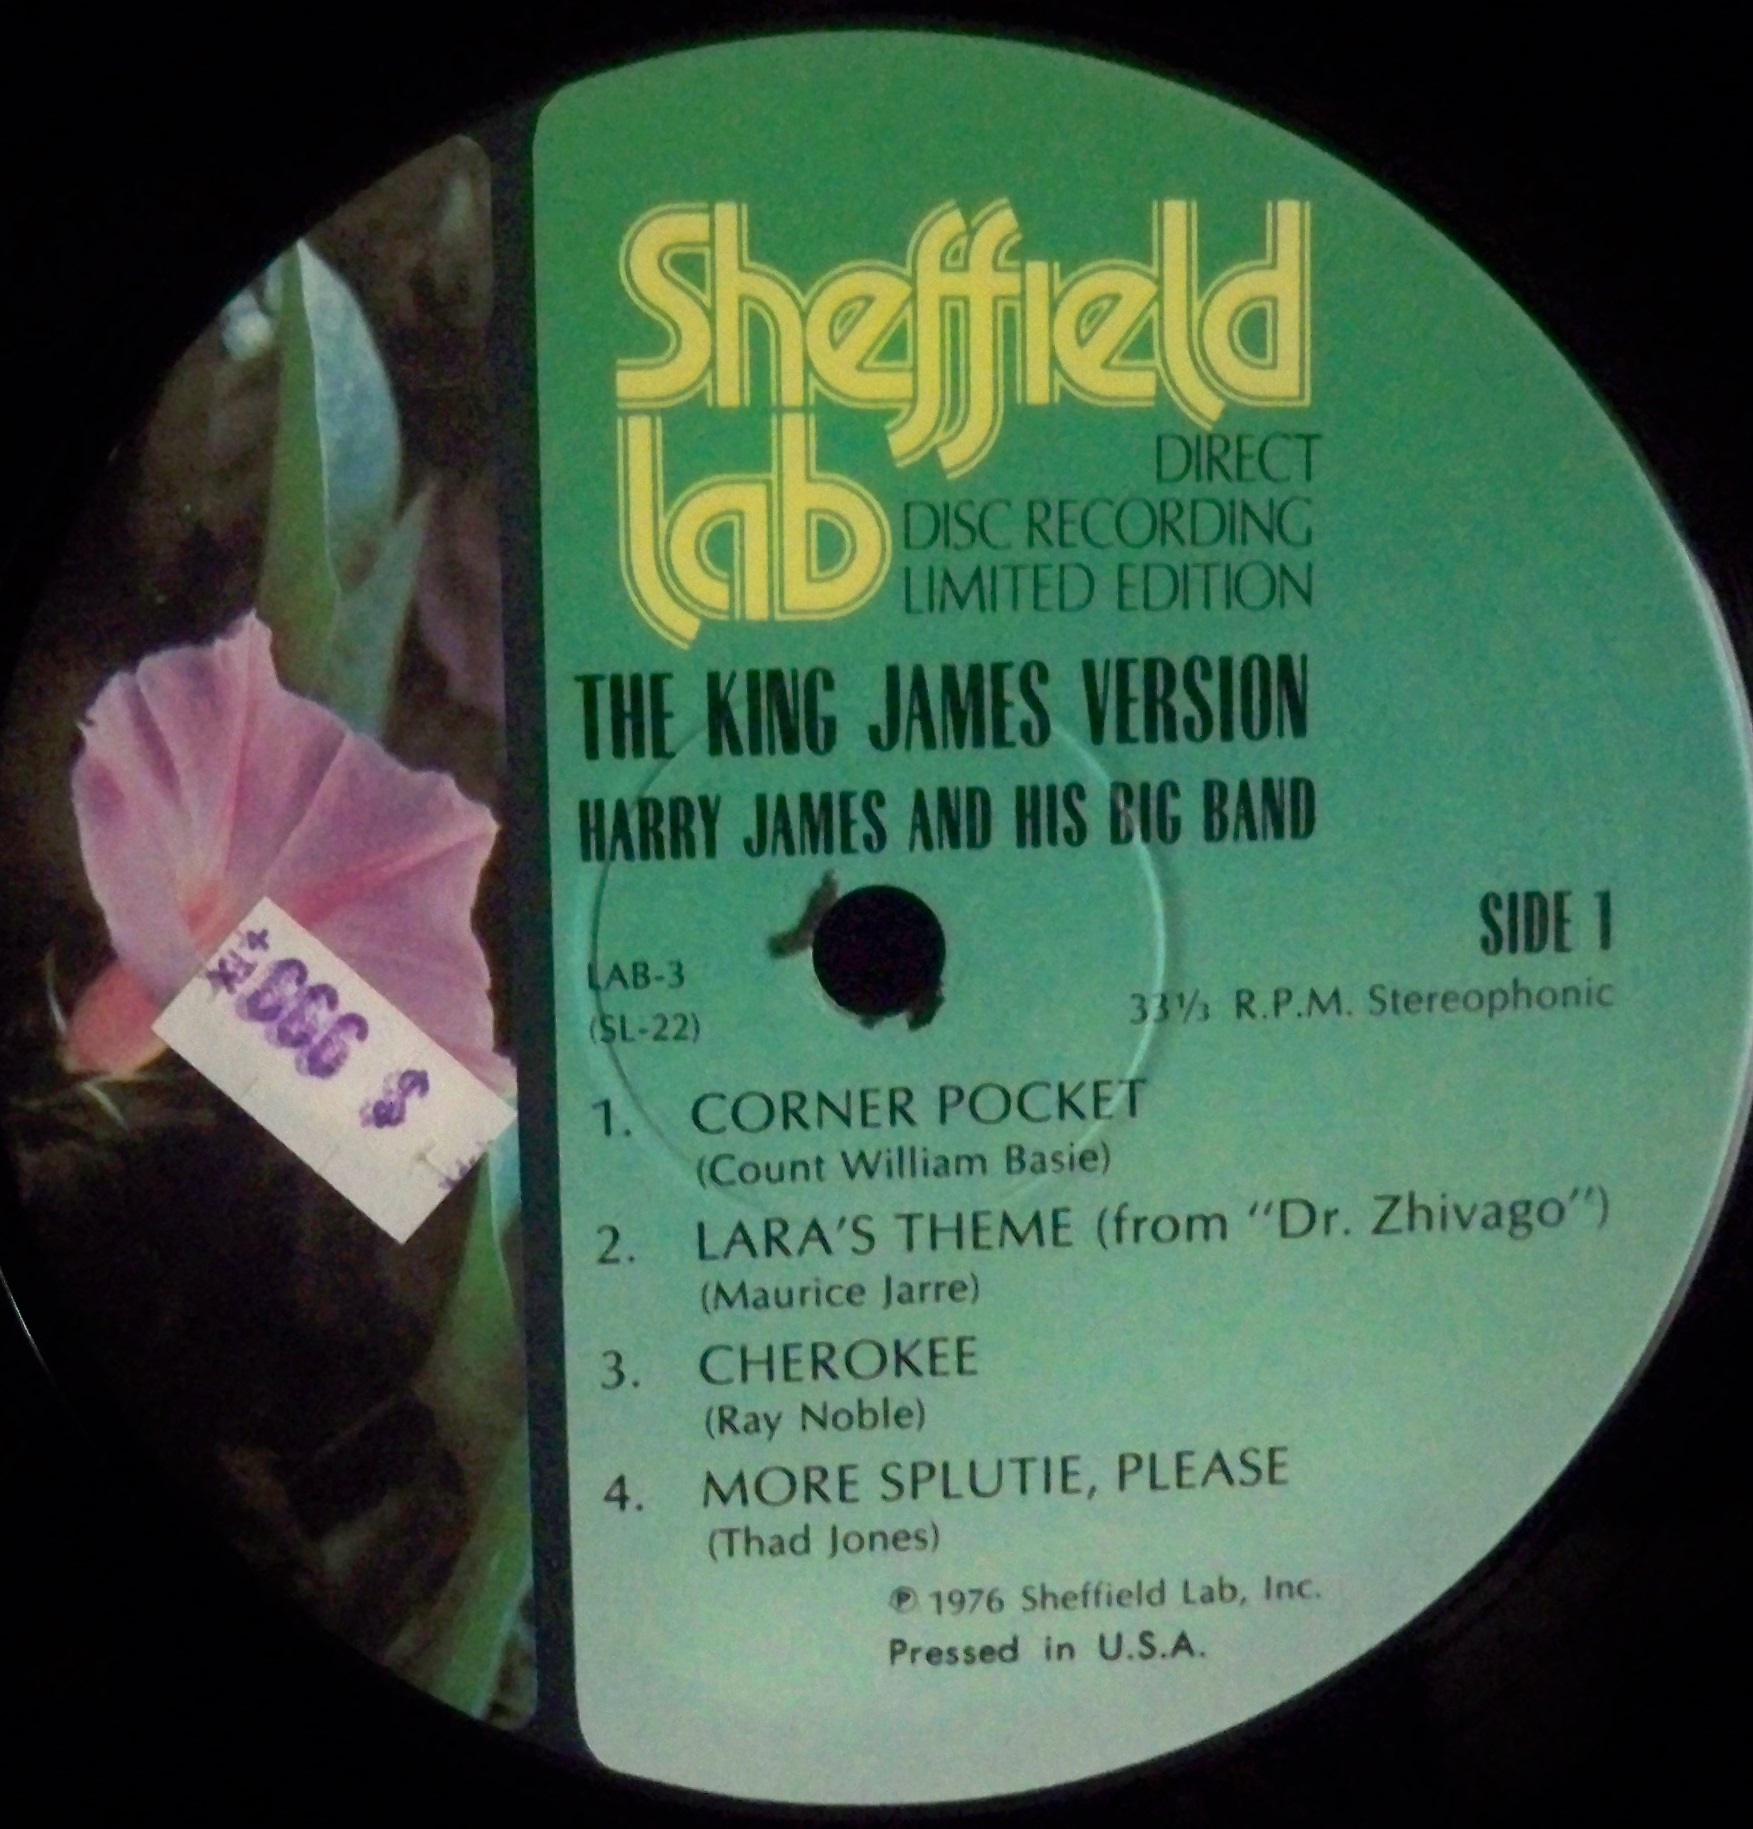 Sheffield
Lab
DIRECT
DISC RECORDING
LIMITED EDITION
THE KING JAMES VERSION
HARRY JAMES AND HIS BIG BAND
SIDE 1
LAB-3
33⅓ R.P.M. Stereophonic
(SL-22)
1. CORNER POCKET
(Count William Basie)
2. LARA'S THEME (from "Dr. Zhivago")
(Maurice Jarre)
3. CHEROKEE
(Ray Noble)
4. MORE SPLUTIE, PLEASE
(Thad Jones)
℗ 1976 Sheffield Lab, Inc.
Pressed in U.S.A.